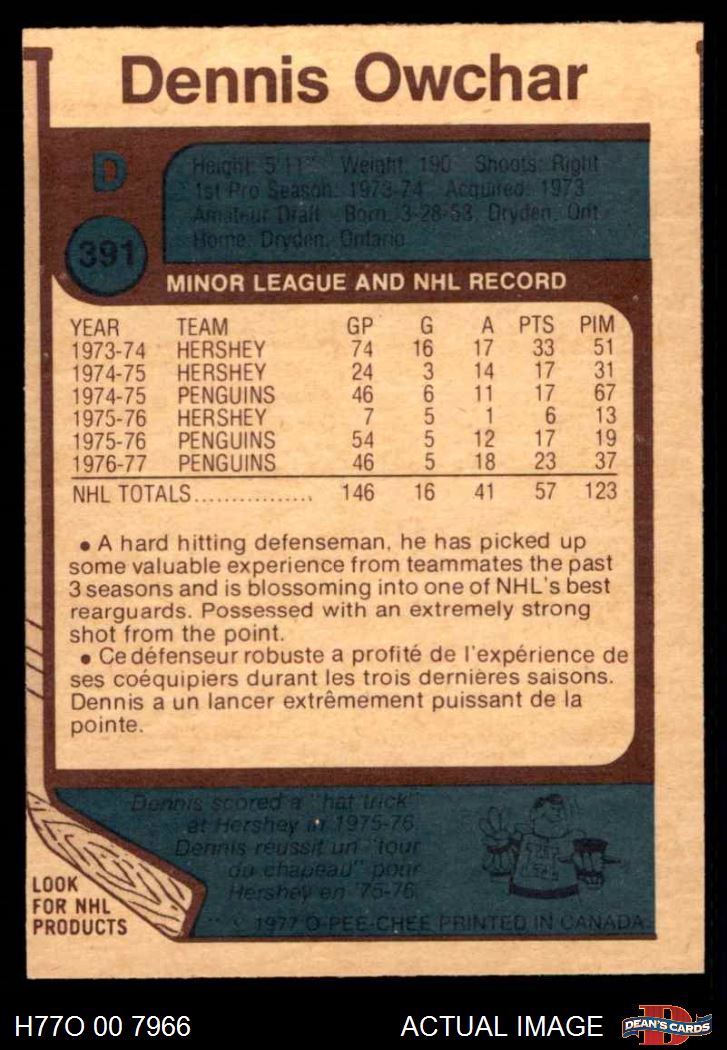 Dennis Owchar
D
Height: 5'11" Weight: 190 Shoots: Right
1st Pro Season: 1973-74 Acquired: 1973
Amateur Draft Born: 3-28-53, Dryden, Ont
Home: Dryden, Ontario
391
MINOR LEAGUE AND NHL RECORD
YEAR TEAM GP G A PTS PIM
1973-74 HERSHEY 74 16 17 33 51
1974-75 HERSHEY 24 3 14 17 31
1974-75 PENGUINS 46 6 11 17 67
1975-76 HERSHEY 7 5 1 6 13
1975-76 PENGUINS 54 5 12 17 19
1976-77 PENGUINS 46 5 18 23 37
NHL TOTALS................ 146 16 41 57 123
• A hard hitting defenseman, he has picked up
some valuable experience from teammates the past
3 seasons and is blossoming into one of NHL's best
rearguards. Possessed with an extremely strong
shot from the point.
• Ce défenseur robuste a profité de l'expérience de
ses coéquipiers durant les trois dernières saisons.
Dennis a un lancer extrêmement puissant de la
pointe.
Dennis scored a "hat trick"
at Hershey in 1975-76.
Dennis réussit un "tour
du chapeau" pour
Hershey en '75-76.
LOOK
FOR NHL
PRODUCTS
© 1977 O-PEE-CHEE PRINTED IN CANADA
H77O 00 7966 ACTUAL IMAGE
D
DEAN'S CARDS